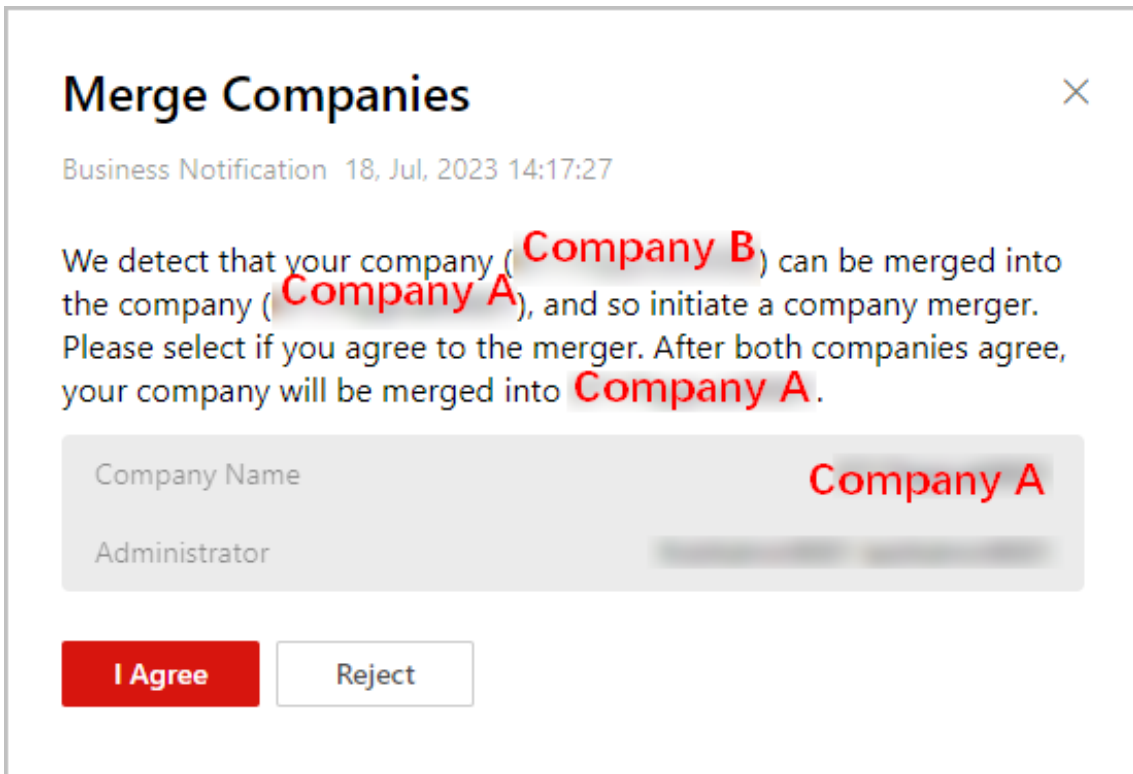 Merge Companies
Business Notification 18, Jul, 2023 14:17:27
We detect that your company (Company B) can be merged into
the company (Company A), and so initiate a company merger.
Please select if you agree to the merger. After both companies agree,
your company will be merged into Company A.
Company Name Company A
Administrator
I Agree Reject